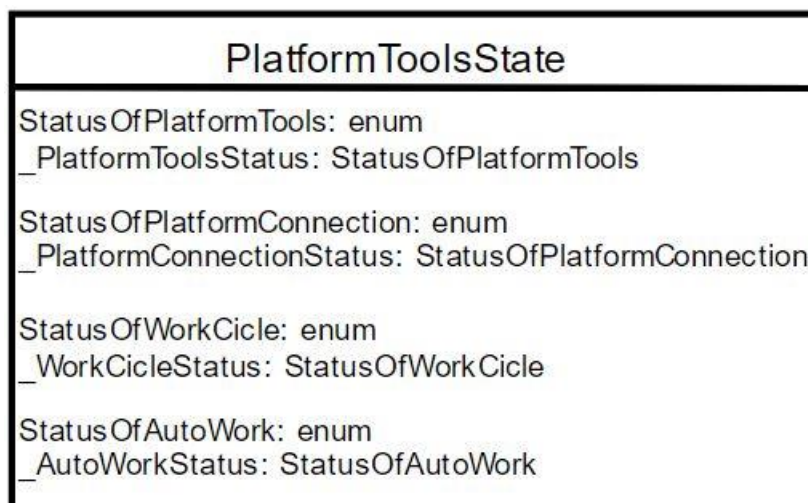 PlatformToolsState
StatusOfPlatformTools: enum
_PlatformToolsStatus: StatusOfPlatformTools
StatusOfPlatformConnection: enum
_PlatformConnectionStatus: StatusOfPlatformConnection
StatusOfWorkCicle: enum
_WorkCicleStatus: StatusOfWorkCicle
StatusOfAutoWork: enum
_AutoWorkStatus: StatusOfAutoWork